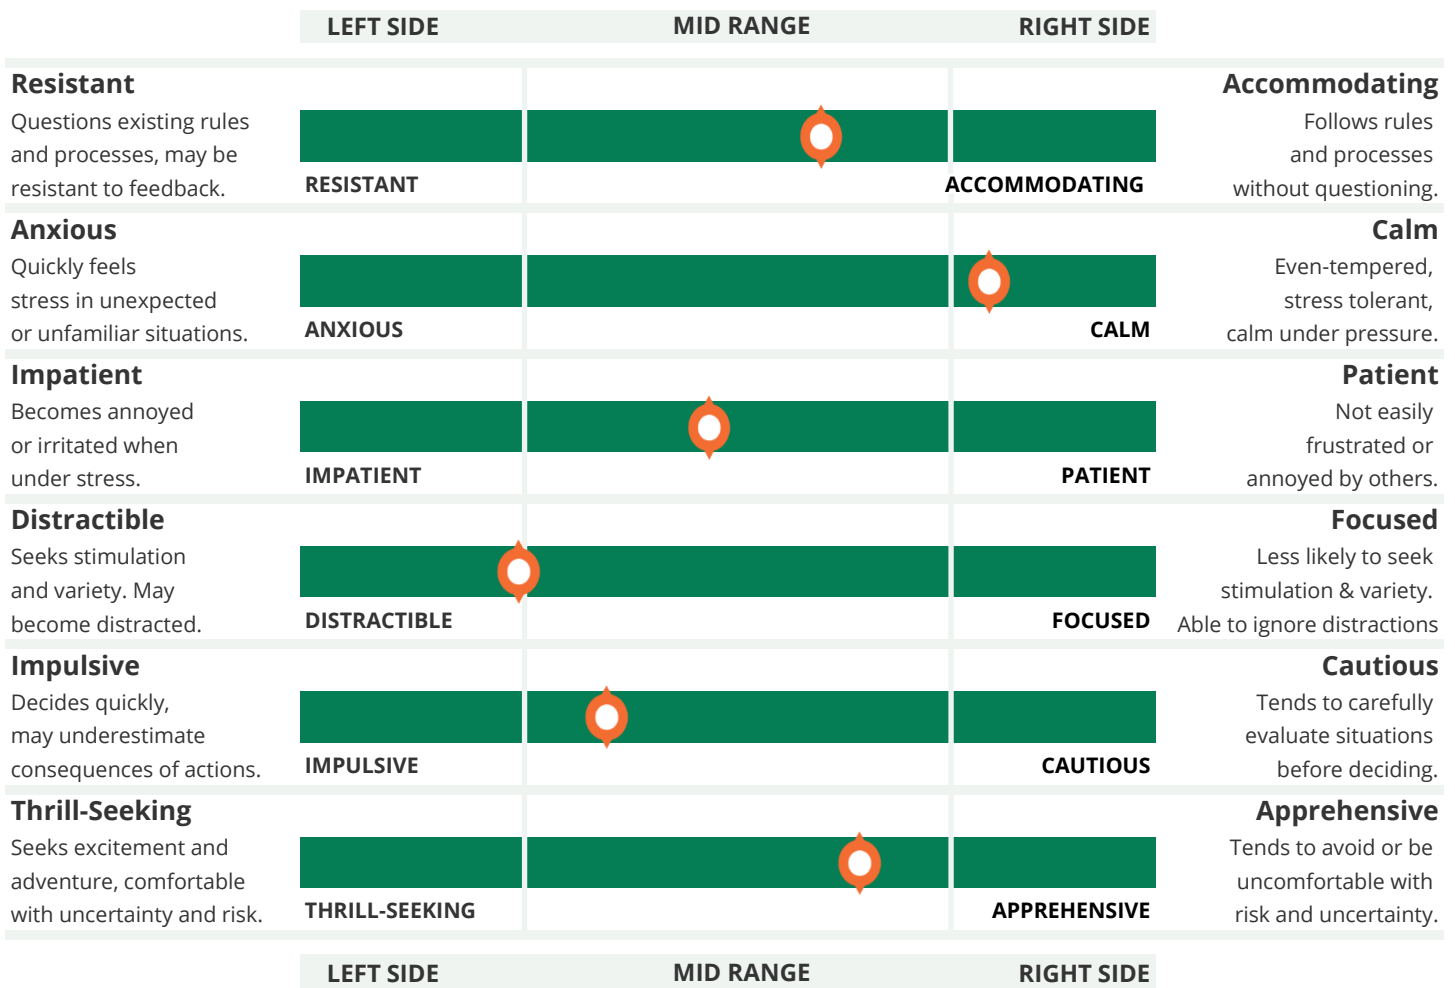 LEFT SIDE MID RANGE RIGHT SIDE
Resistant
Questions existing rules
and processes, may be
resistant to feedback.
RESISTANT
ACCOMMODATING
Accommodating
Follows rules
and processes
without questioning.
Anxious
Quickly feels
stress in unexpected
or unfamiliar situations.
ANXIOUS
CALM
Calm
Even-tempered,
stress tolerant,
calm under pressure.
Impatient
Becomes annoyed
or irritated when
under stress.
IMPATIENT
PATIENT
Patient
Not easily
frustrated or
annoyed by others.
Distractible
Seeks stimulation
and variety. May
become distracted.
DISTRACTIBLE
FOCUSED
Focused
Less likely to seek
stimulation & variety.
Able to ignore distractions
Impulsive
Decides quickly,
may underestimate
consequences of actions.
IMPULSIVE
CAUTIOUS
Cautious
Tends to carefully
evaluate situations
before deciding.
Thrill-Seeking
Seeks excitement and
adventure, comfortable
with uncertainty and risk.
THRILL-SEEKING
APPREHENSIVE
Apprehensive
Tends to avoid or be
uncomfortable with
risk and uncertainty.
LEFT SIDE MID RANGE RIGHT SIDE